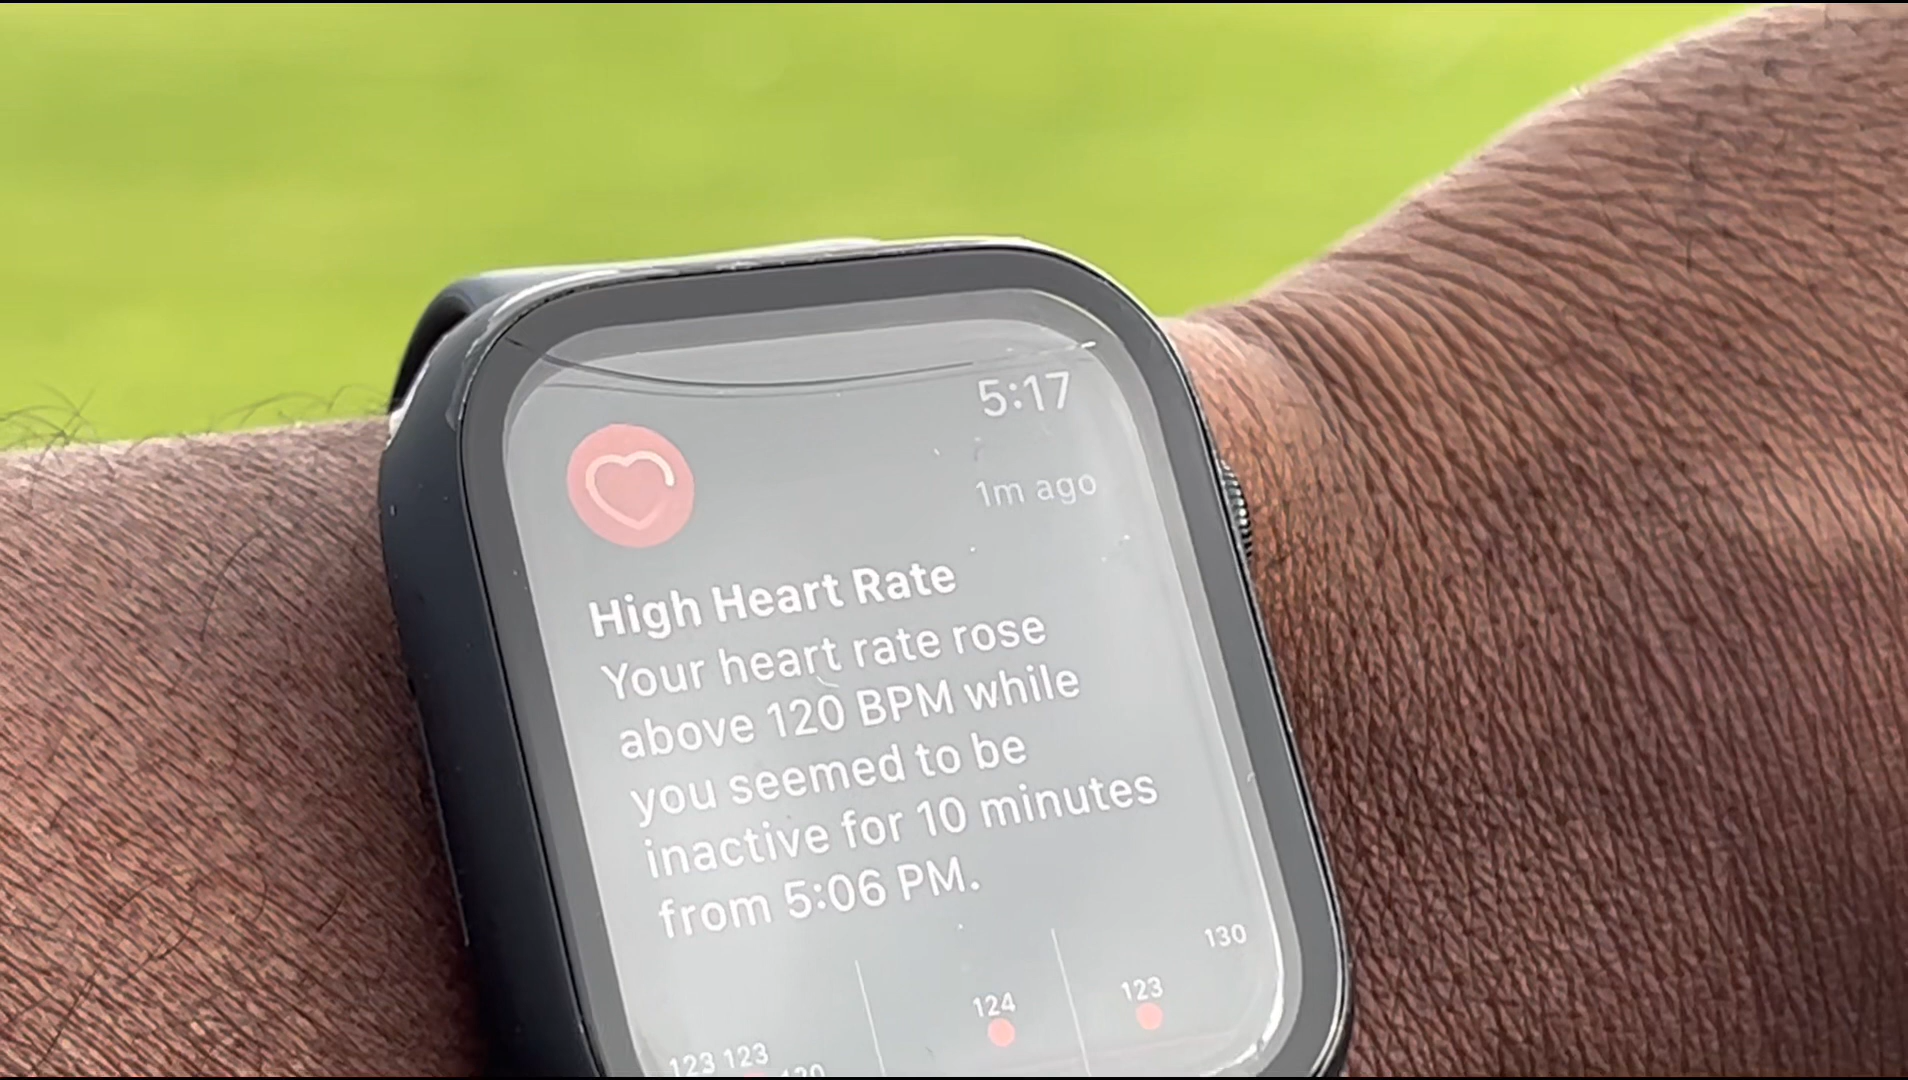 5:17
1m ago
High Heart Rate
Your heart rate rose
above 120 BPM while
you seemed to be
inactive for 10 minutes
from 5:06 PM.
130
124
123
123 123
120